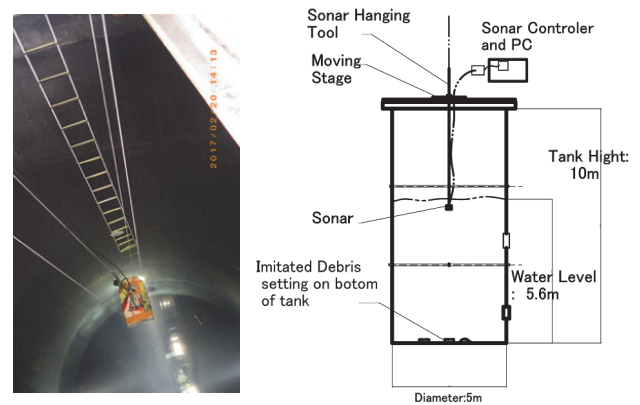 2017/02/20 14:13
Sonar Hanging
Tool
Sonar Controler
and PC
Moving
Stage
Tank Hight:
10m
Sonar
Imitated Debris
setting on botom
of tank
Water Level
: 5.6m
Diameter:5m